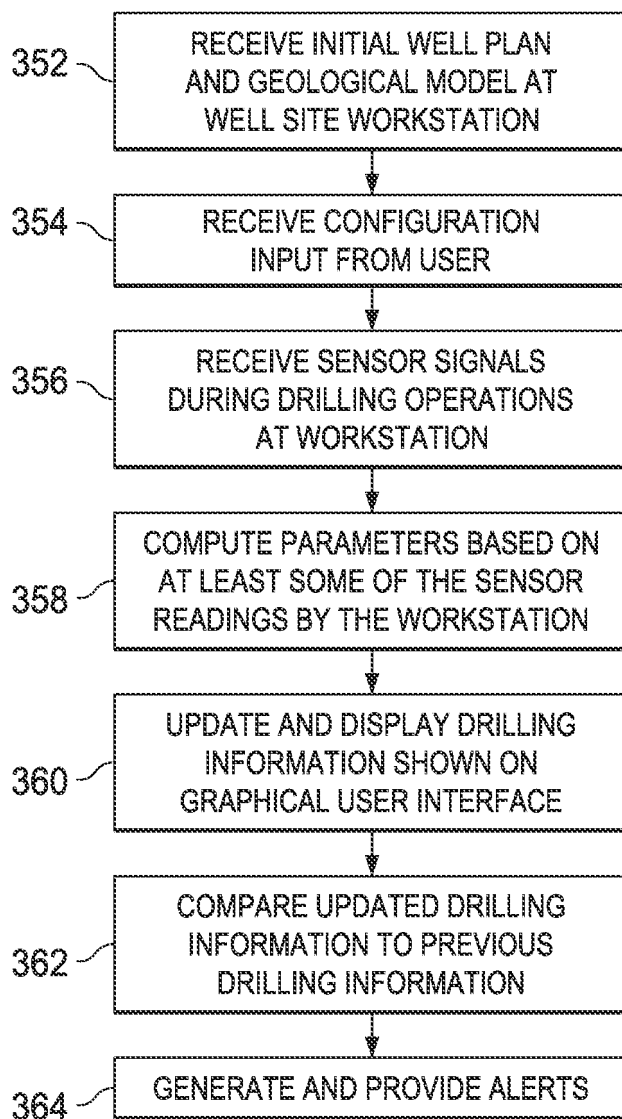 352
RECEIVE INITIAL WELL PLAN
AND GEOLOGICAL MODEL AT
WELL SITE WORKSTATION
354
RECEIVE CONFIGURATION
INPUT FROM USER
356
RECEIVE SENSOR SIGNALS
DURING DRILLING OPERATIONS
AT WORKSTATION
358
COMPUTE PARAMETERS BASED ON
AT LEAST SOME OF THE SENSOR
READINGS BY THE WORKSTATION
360
UPDATE AND DISPLAY DRILLING
INFORMATION SHOWN ON
GRAPHICAL USER INTERFACE
362
COMPARE UPDATED DRILLING
INFORMATION TO PREVIOUS
DRILLING INFORMATION
364
GENERATE AND PROVIDE ALERTS